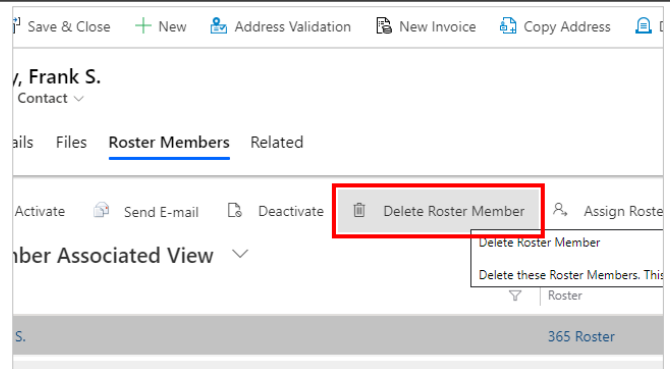 Save & Close New Address Validation New Invoice Copy Address
y, Frank S.
Contact
ails Files Roster Members Related
Activate Send E-mail Deactivate Delete Roster Member Assign Roste
Delete Roster Member
nber Associated View
Delete these Roster Members. This
Roster
S. 365 Roster